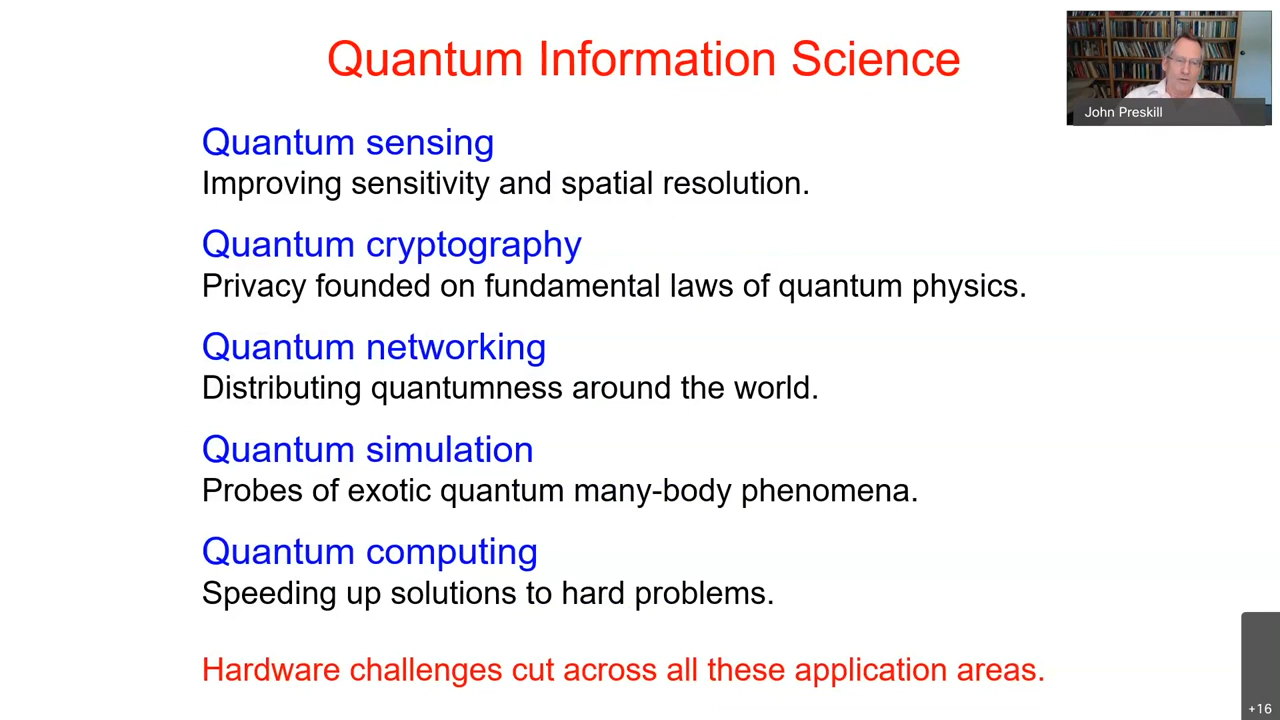 Quantum Information Science
John Preskill
Quantum sensing
Improving sensitivity and spatial resolution.
Quantum cryptography
Privacy founded on fundamental laws of quantum physics.
Quantum networking
Distributing quantumness around the world.
Quantum simulation
Probes of exotic quantum many-body phenomena.
Quantum computing
Speeding up solutions to hard problems.
Hardware challenges cut across all these application areas.
+16